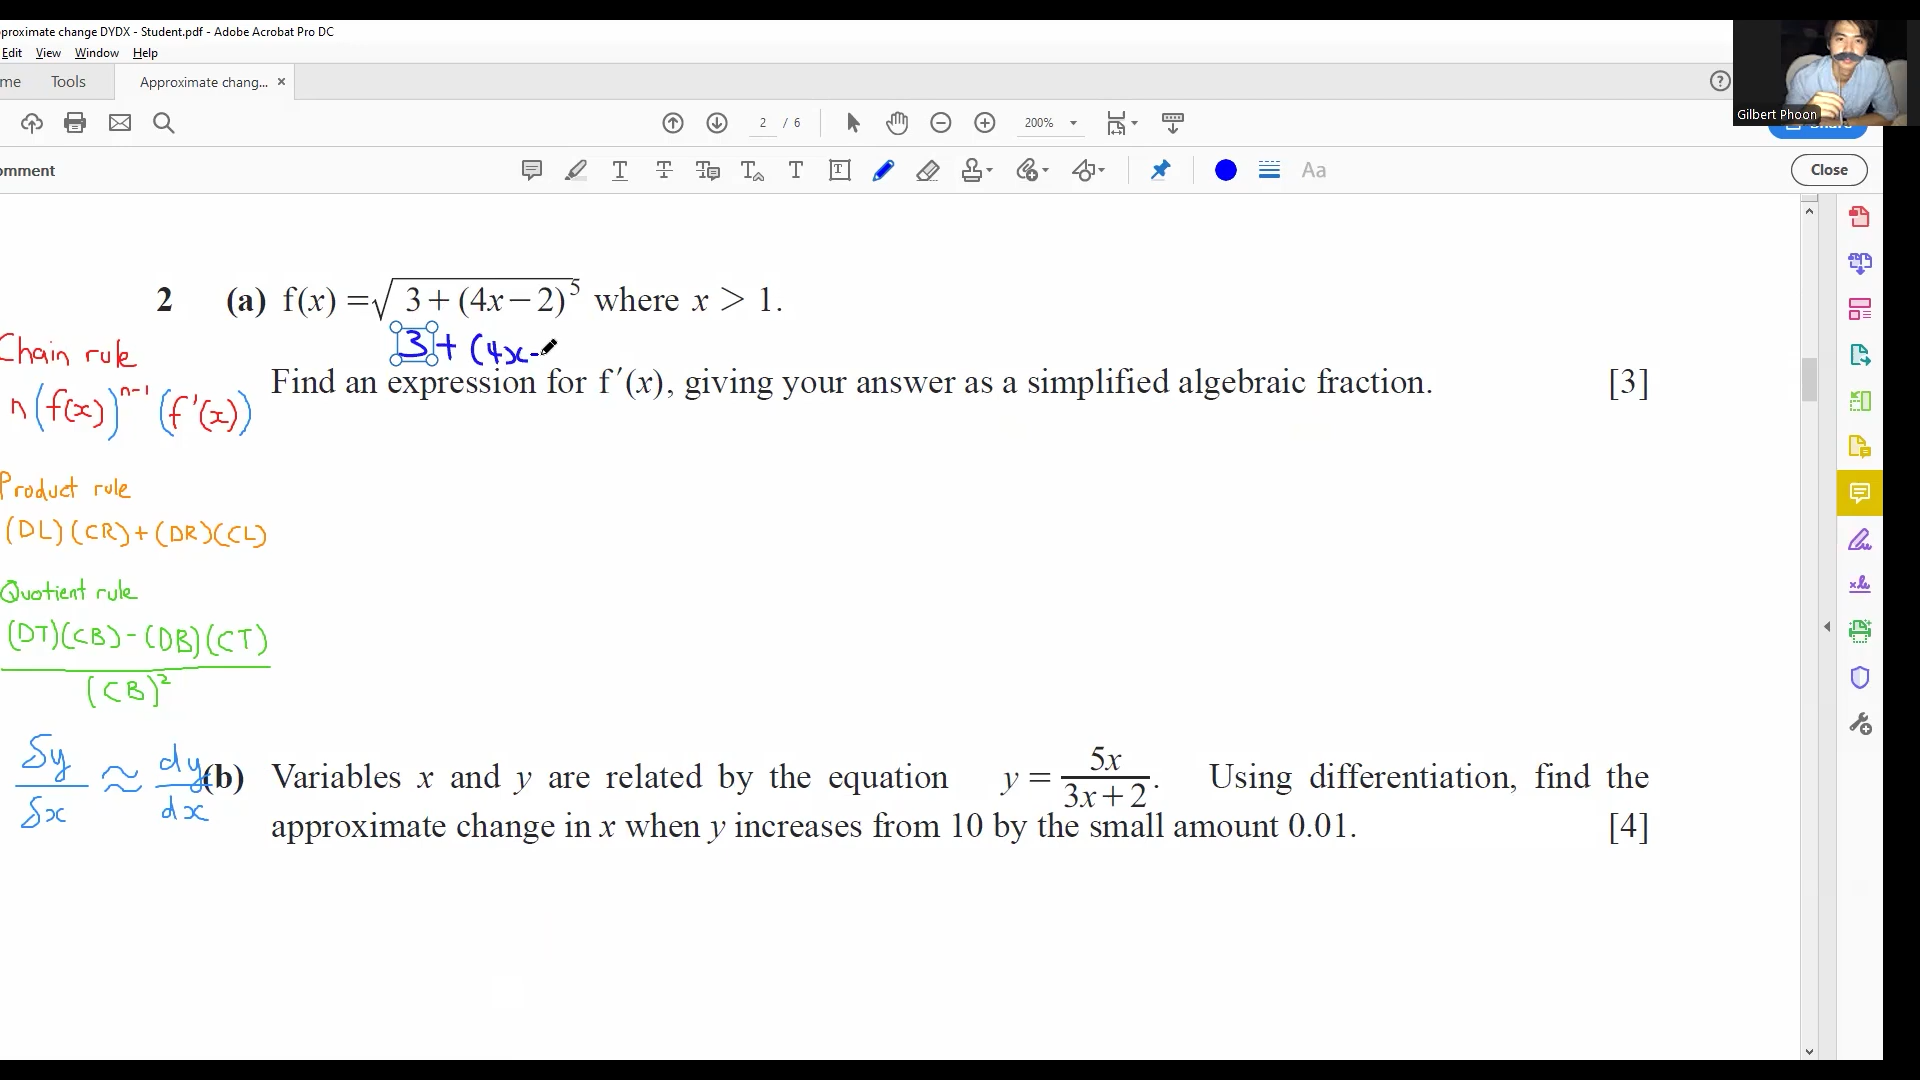 proximate change DYDX - Student.pdf - Adobe Acrobat Pro DC
Edit View Window Help
me Tools Approximate chang... ×
2 / 6 200%
Gilbert Phoon
omment Aa Close
2 (a) f(x) = √3 + (4x − 2)⁵ where x > 1.
3 + (4x -
Find an expression for f′(x), giving your answer as a simplified algebraic fraction. [3]
Chain rule
n(f(x))ⁿ⁻¹ (f'(x))
Product rule
(DL)(CR)+(DR)(CL)
Quotient rule
(DT)(CB) - (DB)(CT)
(CB)²
δy/δx ≈ dy/dx
(b) Variables x and y are related by the equation y = 5x/(3x + 2). Using differentiation, find the
approximate change in x when y increases from 10 by the small amount 0.01. [4]